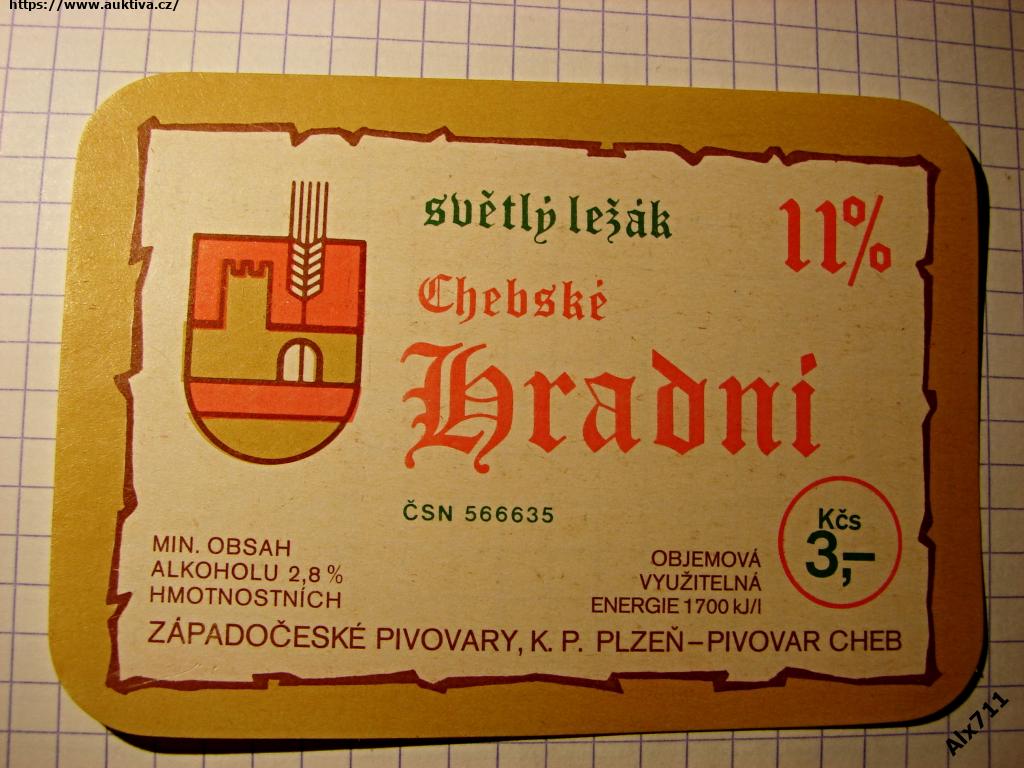 https://www.auktiva.cz/
světlý ležák
11%
Chebské
Hradni
ČSN 566635
MIN. OBSAH
ALKOHOLU 2,8 %
HMOTNOSTNÍCH
OBJEMOVÁ
VYUŽITELNÁ
ENERGIE 1700 kJ/l
Kčs
3,–
ZÁPADOČESKÉ PIVOVARY, K. P. PLZEŇ – PIVOVAR CHEB
Alx711